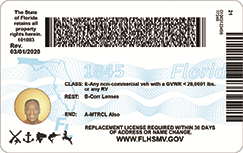 The State
of Florida
retains all
property
rights herein.
Rev.
03/01/2020
1845
Florida
CLASS: E-Any non-commercial veh with a GVWR < 26,0001 lbs.
or any RV
REST: B-Corr Lenses
END: A-MTRCL Also
REPLACEMENT LICENSE REQUIRED WITHIN 30 DAYS
OF ADDRESS OR NAME CHANGE.
WWW.FLHSMV.GOV